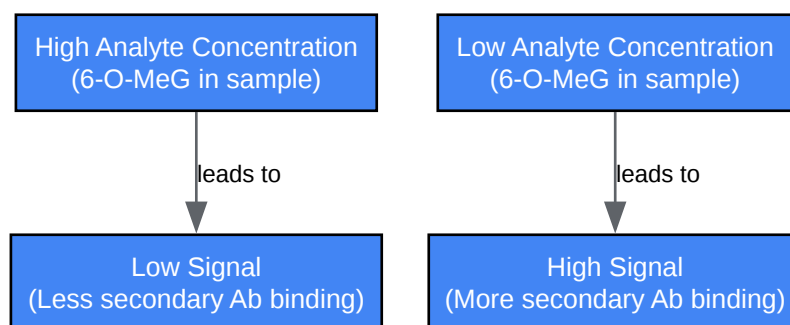 High Analyte Concentration
(6-O-MeG in sample)
Low Analyte Concentration
(6-O-MeG in sample)
leads to
leads to
Low Signal
(Less secondary Ab binding)
High Signal
(More secondary Ab binding)